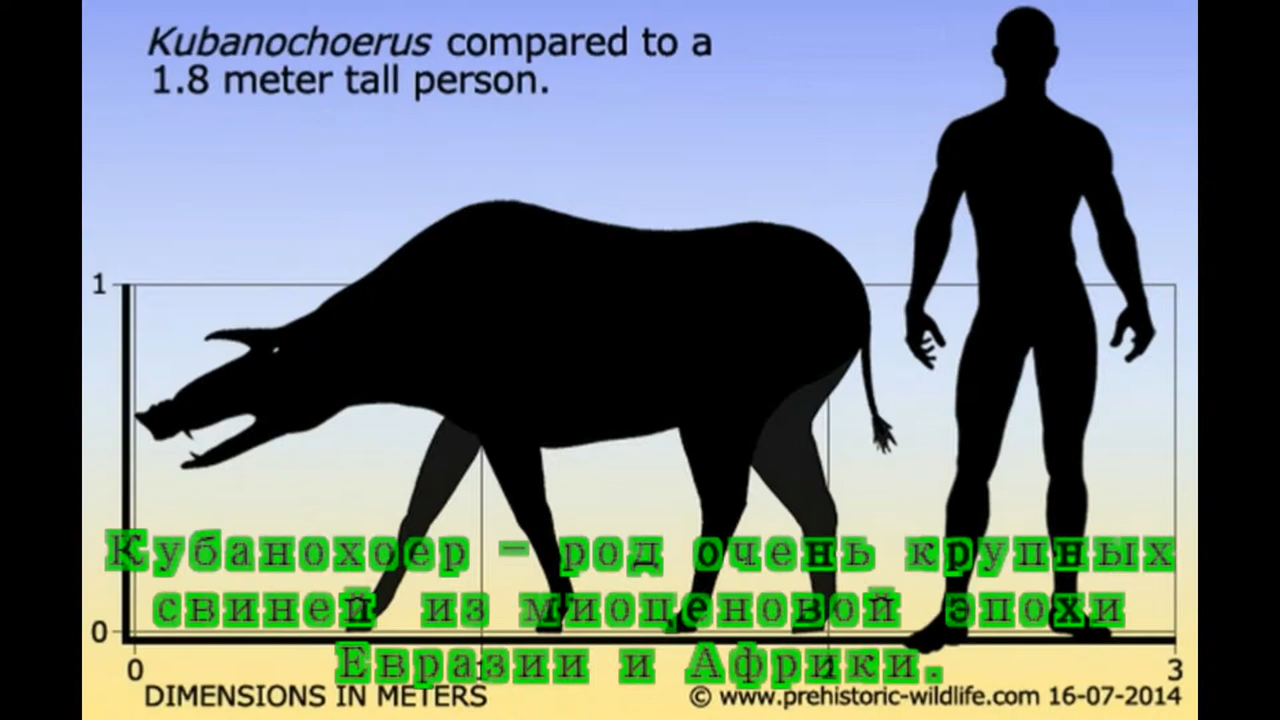 Kubanochoerus compared to a
1.8 meter tall person.
1
0
Кубанохоер - род очень крупных
свиней из миоценовой эпохи
Евразии и Африки.
0 3
DIMENSIONS IN METERS © www.prehistoric-wildlife.com 16-07-2014